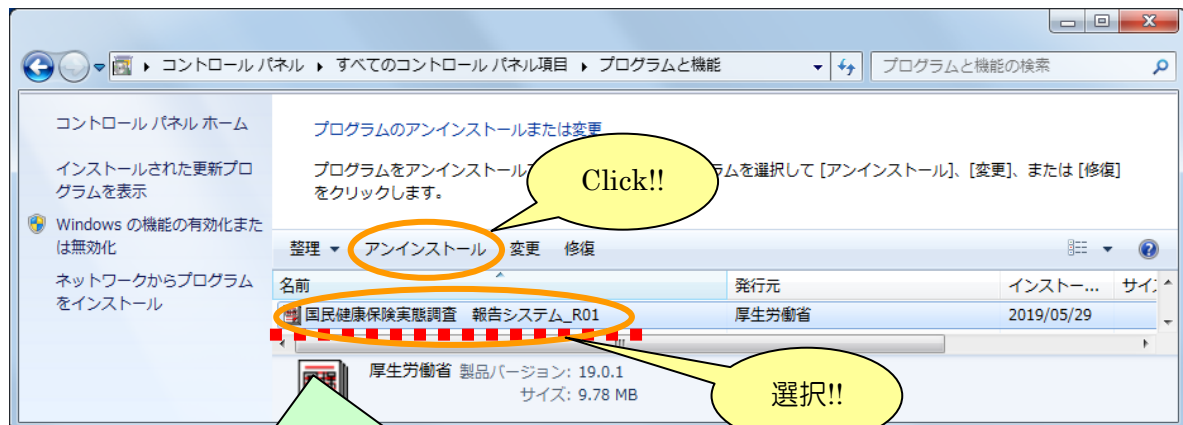 コントロール パネル ▸ すべてのコントロール パネル項目 ▸ プログラムと機能
プログラムと機能の検索
コントロール パネル ホーム
インストールされた更新プロ
グラムを表示
Windows の機能の有効化また
は無効化
ネットワークからプログラム
をインストール
プログラムのアンインストールまたは変更
プログラムをアンインストール
ラムを選択して [アンインストール]、[変更]、または [修復]
をクリックします。
Click!!
整理 アンインストール 変更 修復
名前 発行元 インストー... サイ
国民健康保険実態調査 報告システム_R01 厚生労働省 2019/05/29
厚生労働省 製品バージョン: 19.0.1
サイズ: 9.78 MB
選択!!